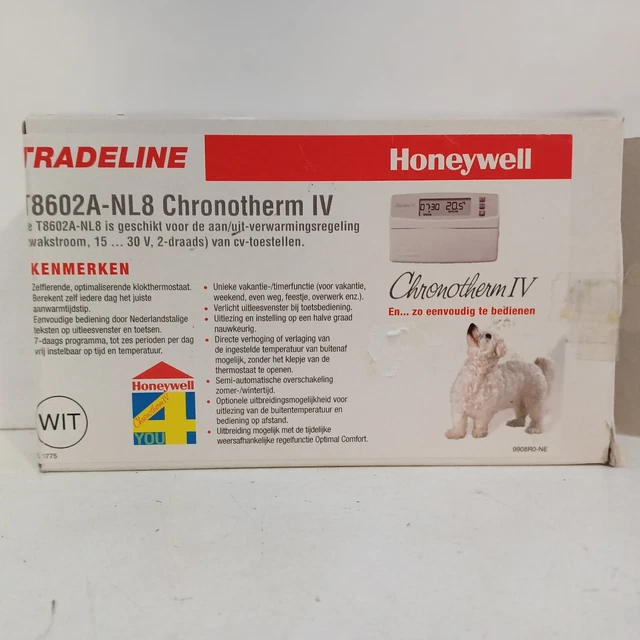 TRADELINE
Honeywell
T8602A-NL8 Chronotherm IV
e T8602A-NL8 is geschikt voor de aan/uit-verwarmingsregeling
wakstroom, 15 ... 30 V, 2-draads) van cv-toestellen.
KENMERKEN
Zelflerende, optimaliserende klokthermostaat.
Berekent zelf iedere dag het juiste
aanwarmtijdstip.
Eenvoudige bediening door Nederlandstalige
teksten op uitleesvenster en toetsen.
7-daags programma, tot zes perioden per dag
vrij instelbaar op tijd en temperatuur.
• Unieke vakantie-/timerfunctie (voor vakantie,
weekend, even weg, feestje, overwerk enz.).
• Verlicht uitleesvenster bij toetsbediening.
• Uitlezing en instelling op een halve graad
nauwkeurig.
• Directe verhoging of verlaging van
de ingestelde temperatuur van buitenaf
mogelijk, zonder het klepje van de
thermostaat te openen.
• Semi-automatische overschakeling
zomer-/wintertijd.
• Optionele uitbreidingsmogelijkheid voor
uitlezing van de buitentemperatuur en
bediening op afstand.
• Uitbreiding mogelijk met de tijdelijke
weersafhankelijke regelfunctie Optimal Comfort.
07:30 20.5°
Chronotherm IV
En... zo eenvoudig te bedienen
Honeywell
Chronotherm IV
4
YOU
WIT
775
9908R0-NE